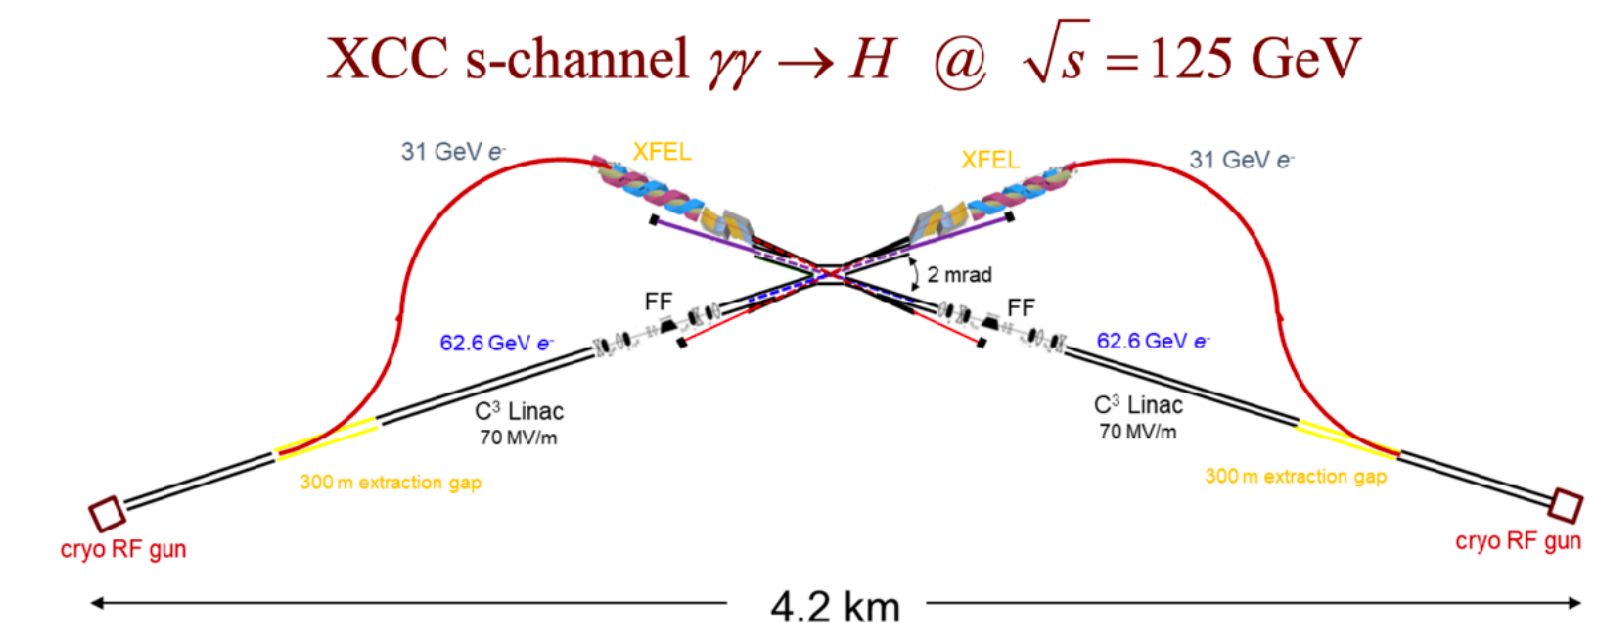 XCC s-channel γγ → H @ √s = 125 GeV
31 GeV e-
XFEL
XFEL
31 GeV e-
2 mrad
FF
FF
62.6 GeV e-
62.6 GeV e-
C³ Linac
70 MV/m
C³ Linac
70 MV/m
300 m extraction gap
300 m extraction gap
cryo RF gun
cryo RF gun
4.2 km